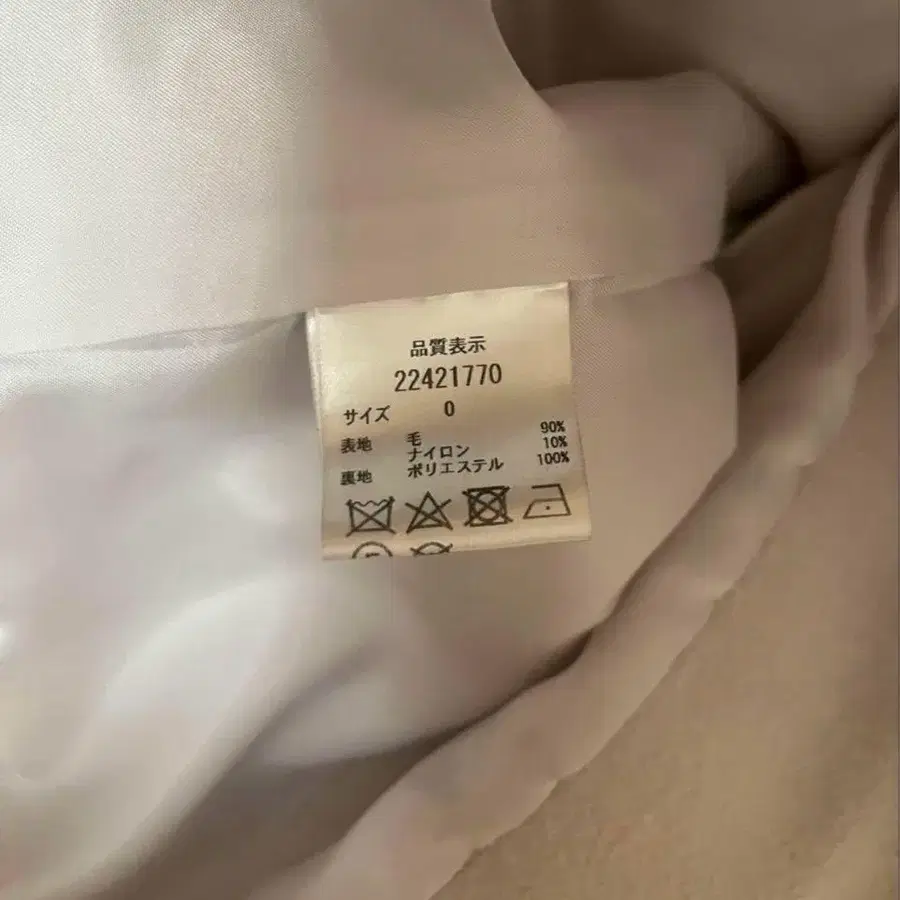 品質表示
22421770
サイズ 0
表地 毛 90%
ナイロン 10%
裏地 ポリエステル 100%